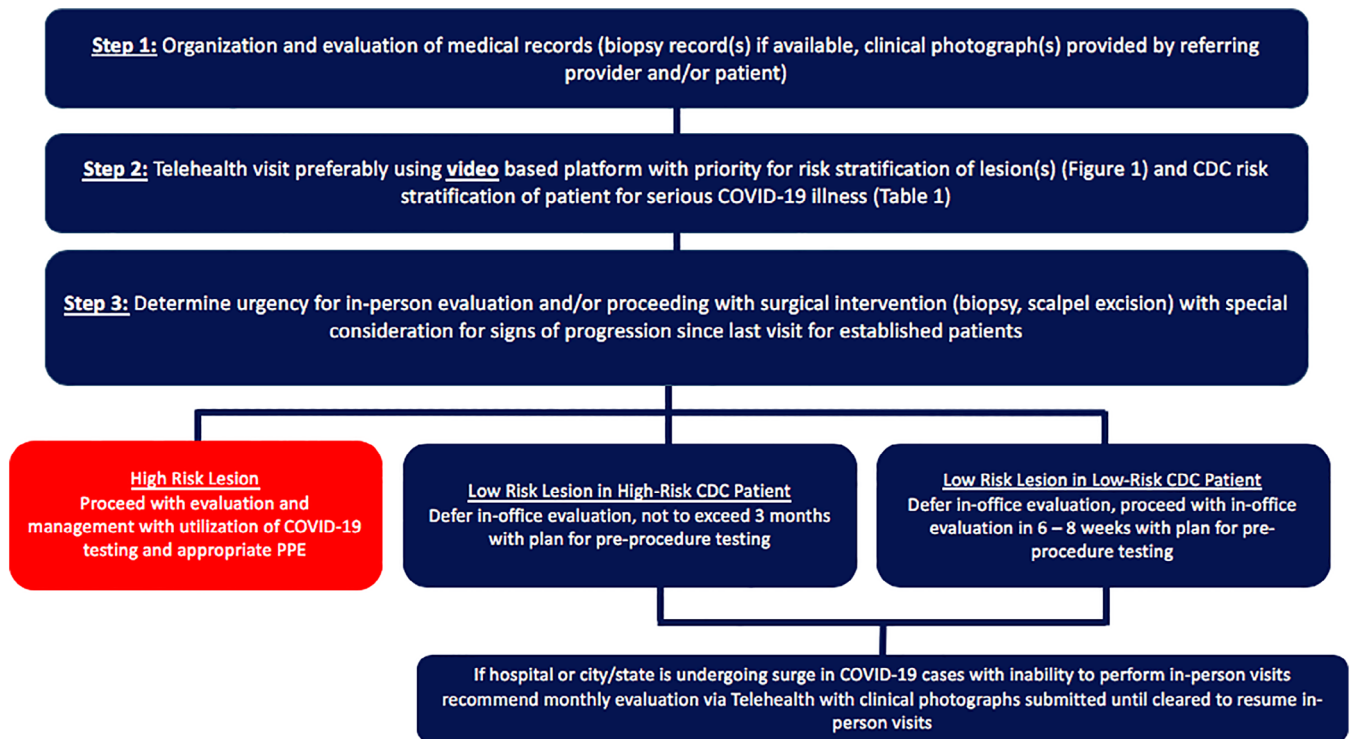 Step 1: Organization and evaluation of medical records (biopsy record(s) if available, clinical photograph(s) provided by referring
provider and/or patient)
Step 2: Telehealth visit preferably using video based platform with priority for risk stratification of lesion(s) (Figure 1) and CDC risk
stratification of patient for serious COVID-19 illness (Table 1)
Step 3: Determine urgency for in-person evaluation and/or proceeding with surgical intervention (biopsy, scalpel excision) with special
consideration for signs of progression since last visit for established patients
High Risk Lesion
Proceed with evaluation and
management with utilization of COVID-19
testing and appropriate PPE
Low Risk Lesion in High-Risk CDC Patient
Defer in-office evaluation, not to exceed 3 months
with plan for pre-procedure testing
Low Risk Lesion in Low-Risk CDC Patient
Defer in-office evaluation, proceed with in-office
evaluation in 6 – 8 weeks with plan for pre-
procedure testing
If hospital or city/state is undergoing surge in COVID-19 cases with inability to perform in-person visits
recommend monthly evaluation via Telehealth with clinical photographs submitted until cleared to resume in-
person visits